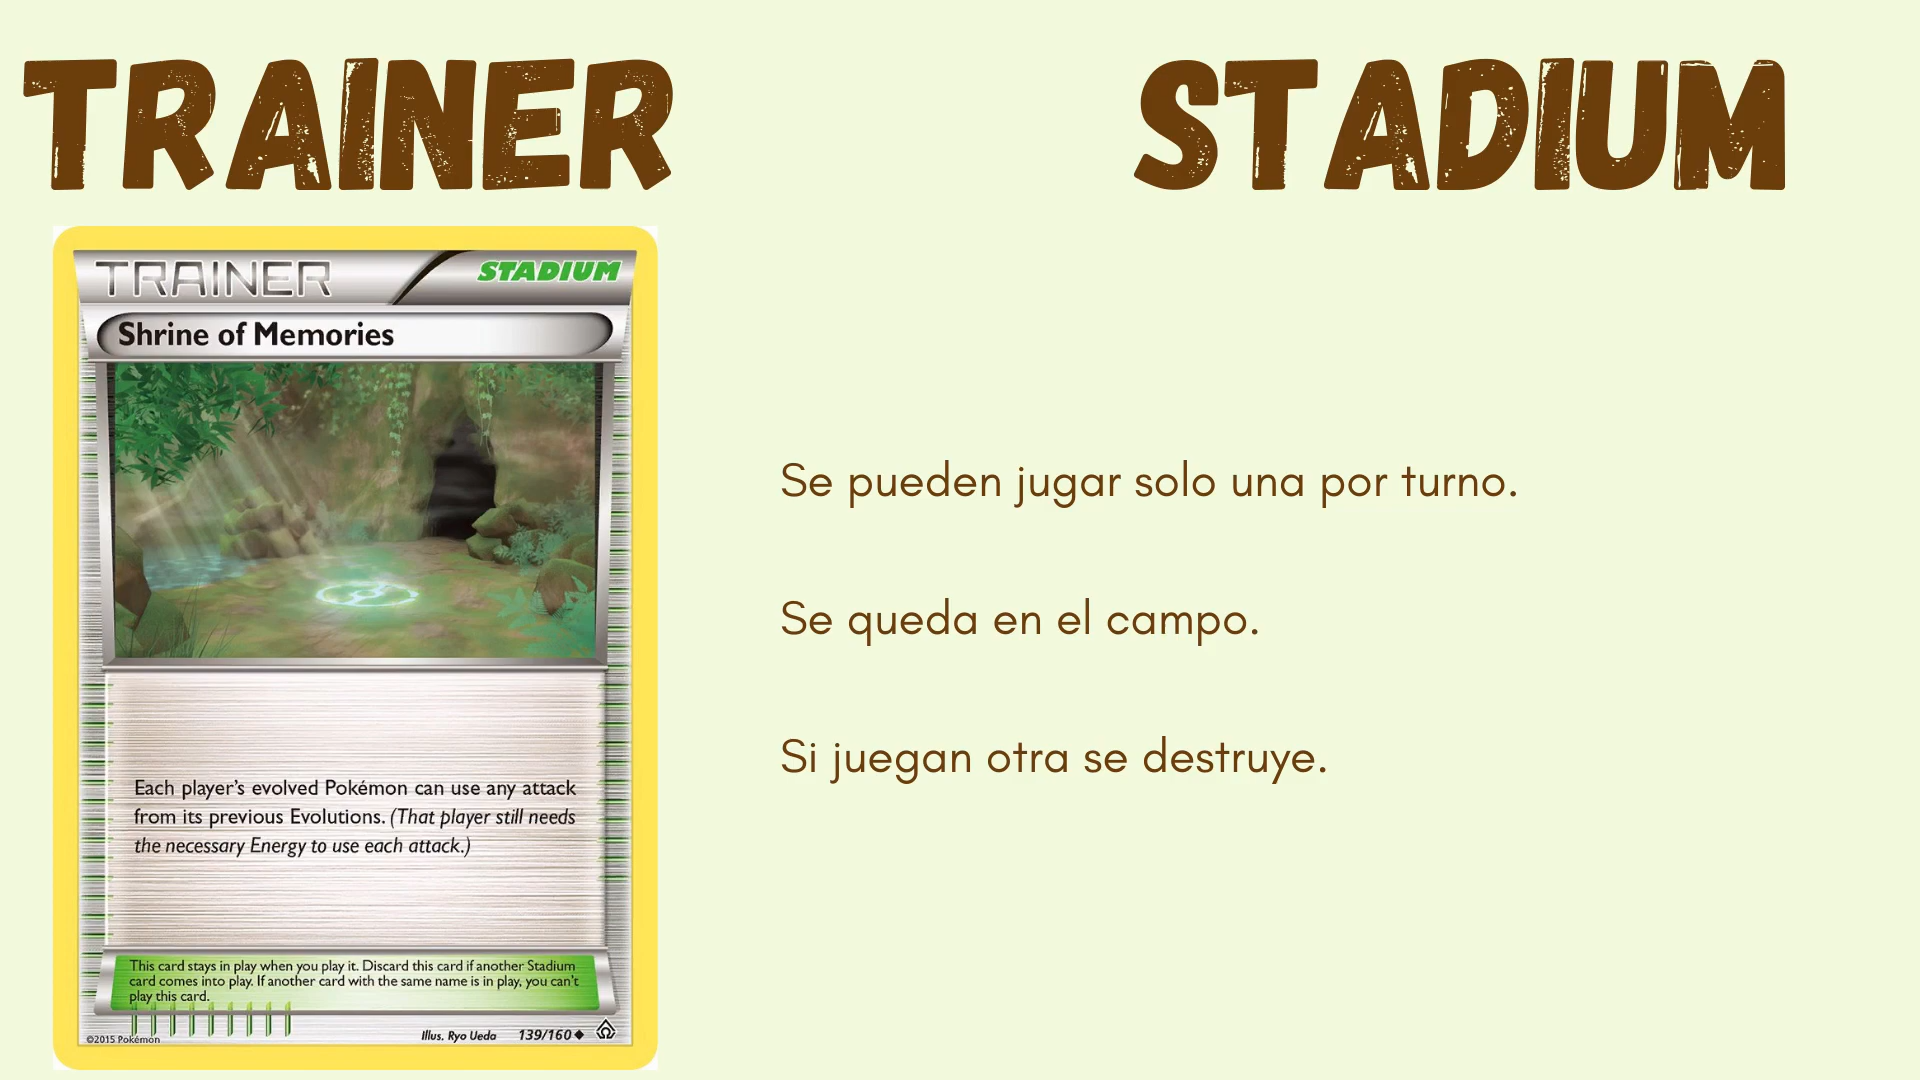 TRAINER STADIUM
TRAINER STADIUM
Shrine of Memories
Each player's evolved Pokémon can use any attack
from its previous Evolutions. (That player still needs
the necessary Energy to use each attack.)
This card stays in play when you play it. Discard this card if another Stadium
card comes into play. If another card with the same name is in play, you can't
play this card.
©2015 Pokémon
Illus. Ryo Ueda 139/160
Se pueden jugar solo una por turno.
Se queda en el campo.
Si juegan otra se destruye.